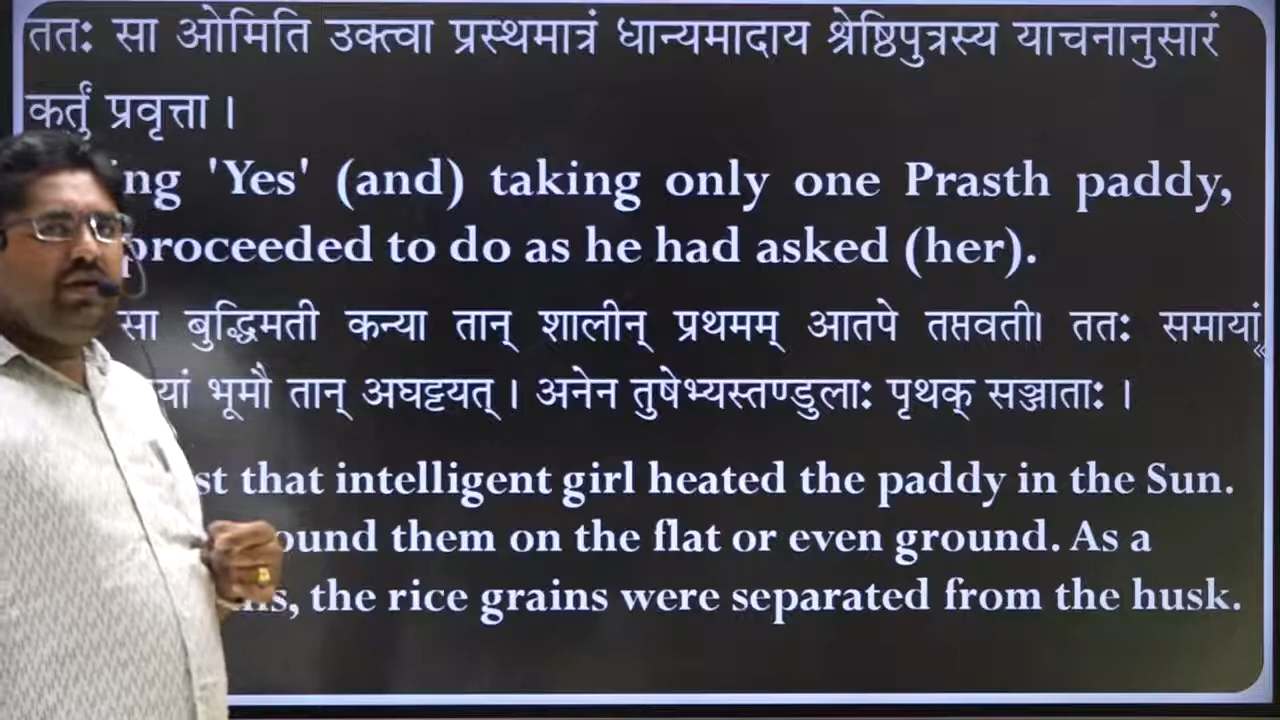 ततः सा ओमिति उक्त्वा प्रस्थमात्रं धान्यमादाय श्रेष्ठिपुत्रस्य याचनानुसारं
कर्तुं प्रवृत्ता ।
'Yes' (and) taking only one Prasth paddy,
proceeded to do as he had asked (her).
सा बुद्धिमती कन्या तान् शालीन् प्रथमम् आतपे तप्तवती। ततः समायां
भूमौ तान् अघट्टयत् । अनेन तुषेभ्यस्तण्डुलाः पृथक् सञ्जाताः ।
that intelligent girl heated the paddy in the Sun.
them on the flat or even ground. As a
the rice grains were separated from the husk.